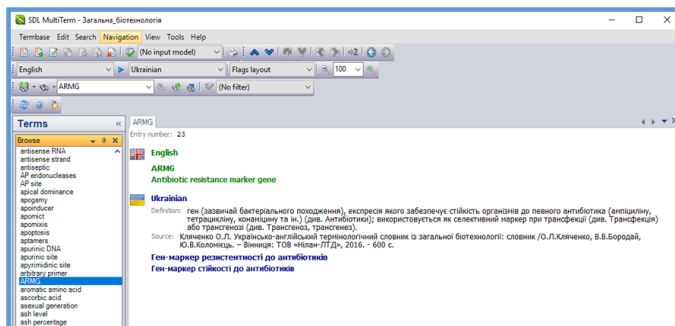 SDL MultiTerm - Загальна_біотехнологія
Termbase Edit Search Navigation View Tools Help
(No input model)
English Ukrainian Flags layout 100
ARMG (No filter)
Terms
Browse
antisense RNA
antisense strand
antiseptic
AP endonucleases
AP site
apical dominance
apogamy
apoinducer
apomict
apomixis
apoptosis
aptamers
apurinic DNA
apurinic site
apyrimidinic site
arbitrary primer
ARMG
aromatic amino acid
ascorbic acid
asexual generation
ash level
ash percentage
ARMG
Entry number: 23
English
ARMG
Antibiotic resistance marker gene
Ukrainian
Definition: ген (зазвичай бактеріального походження), експресія якого забезпечує стійкість організмів до певного антибіотика (ампіциліну,
тетрацикліну, конаміцину та ін.) (див. Антибіотики); використовується як селективний маркер при трансфекції (див. Трансфекція)
або трансгенозі (див. Трансгеноз, трансгенез).
Source: Кляченко О.Л. Українсько-англійський термінологічний словник із загальної біотехнології: словник /О.Л.Кляченко, В.В.Бородай,
Ю.В.Коломієць. – Вінниця: ТОВ «Нілан-ЛТД», 2016. - 600 с.
Ген-маркер резистентності до антибіотиків
Ген-маркер стійкості до антибіотиків